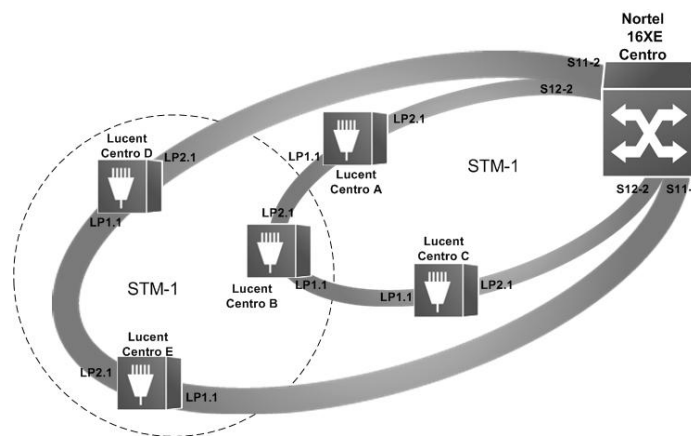 Nortel
16XE
Centro
S11-2
S12-2
LP2.1
Lucent
Centro D
LP2.1
LP1.1
Lucent
Centro A
STM-1
S12-2
S11-
LP1.1
LP2.1
Lucent
Centro C
LP1.1
Lucent
Centro B
LP1.1
LP2.1
STM-1
Lucent
Centro E
LP2.1
LP1.1